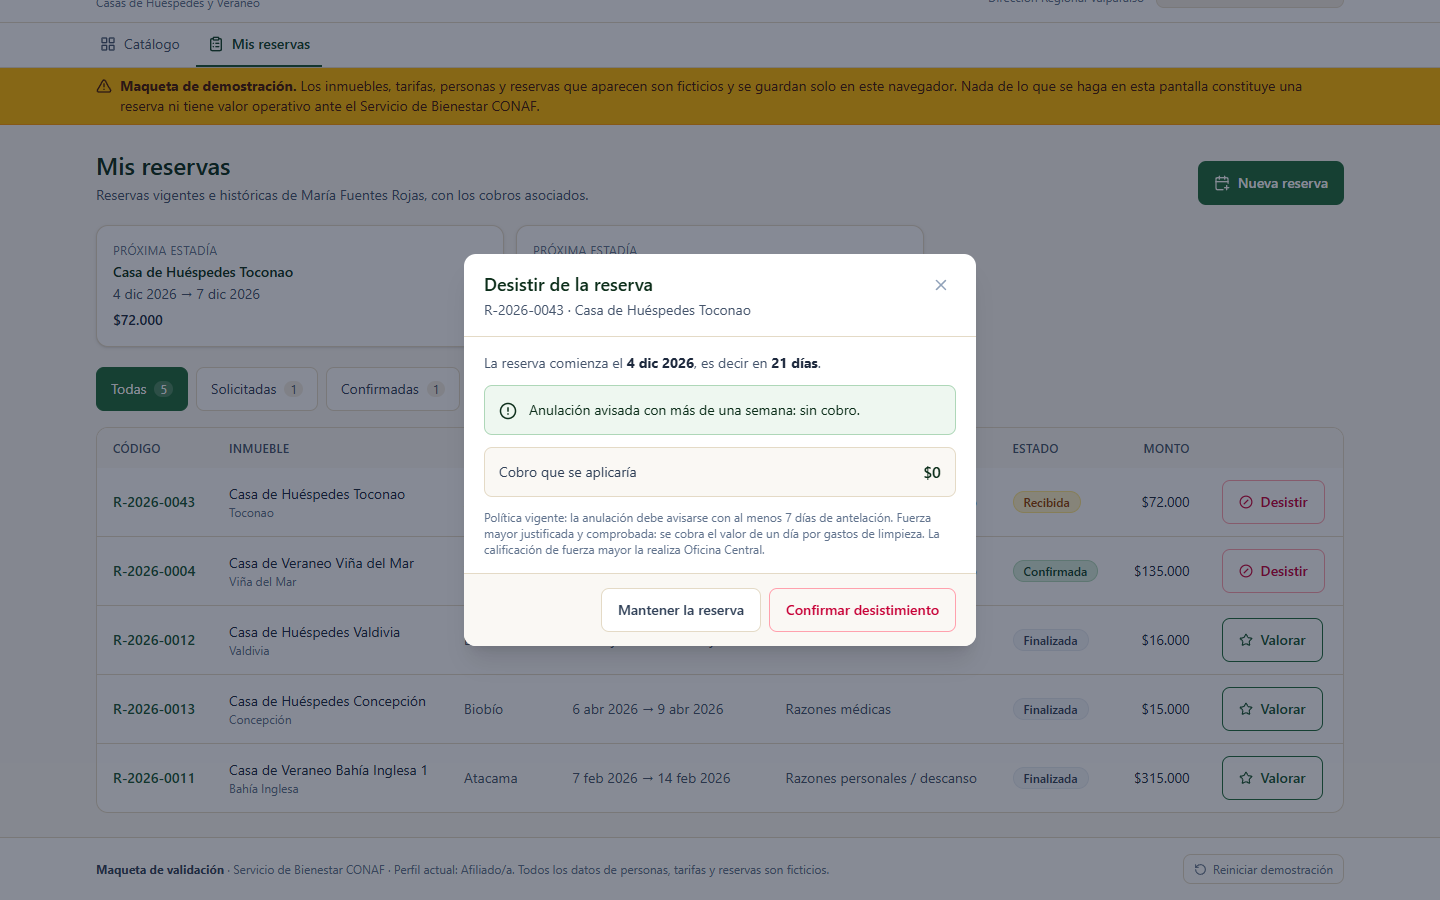 Casas de Huéspedes y Veraneo
Dirección Regional Valparaíso
Catálogo
Mis reservas
Maqueta de demostración. Los inmuebles, tarifas, personas y reservas que aparecen son ficticios y se guardan solo en este navegador. Nada de lo que se haga en esta pantalla constituye una
reserva ni tiene valor operativo ante el Servicio de Bienestar CONAF.
Mis reservas
Reservas vigentes e históricas de María Fuentes Rojas, con los cobros asociados.
Nueva reserva
PRÓXIMA ESTADÍA
Casa de Huéspedes Toconao
4 dic 2026 → 7 dic 2026
$72.000
PRÓXIMA ESTADÍA
Todas 5
Solicitadas 1
Confirmadas 1
Desistir de la reserva
R-2026-0043 · Casa de Huéspedes Toconao
La reserva comienza el 4 dic 2026, es decir en 21 días.
Anulación avisada con más de una semana: sin cobro.
Cobro que se aplicaría $0
Política vigente: la anulación debe avisarse con al menos 7 días de antelación. Fuerza
mayor justificada y comprobada: se cobra el valor de un día por gastos de limpieza. La
calificación de fuerza mayor la realiza Oficina Central.
Mantener la reserva
Confirmar desistimiento
CÓDIGO INMUEBLE ESTADO MONTO
R-2026-0043 Casa de Huéspedes Toconao Recibida $72.000 Desistir
Toconao
R-2026-0004 Casa de Veraneo Viña del Mar Confirmada $135.000 Desistir
Viña del Mar
R-2026-0012 Casa de Huéspedes Valdivia Finalizada $16.000 Valorar
Valdivia
R-2026-0013 Casa de Huéspedes Concepción Biobío 6 abr 2026 → 9 abr 2026 Razones médicas Finalizada $15.000 Valorar
Concepción
R-2026-0011 Casa de Veraneo Bahía Inglesa 1 Atacama 7 feb 2026 → 14 feb 2026 Razones personales / descanso Finalizada $315.000 Valorar
Bahía Inglesa
Maqueta de validación · Servicio de Bienestar CONAF · Perfil actual: Afiliado/a. Todos los datos de personas, tarifas y reservas son ficticios.
Reiniciar demostración